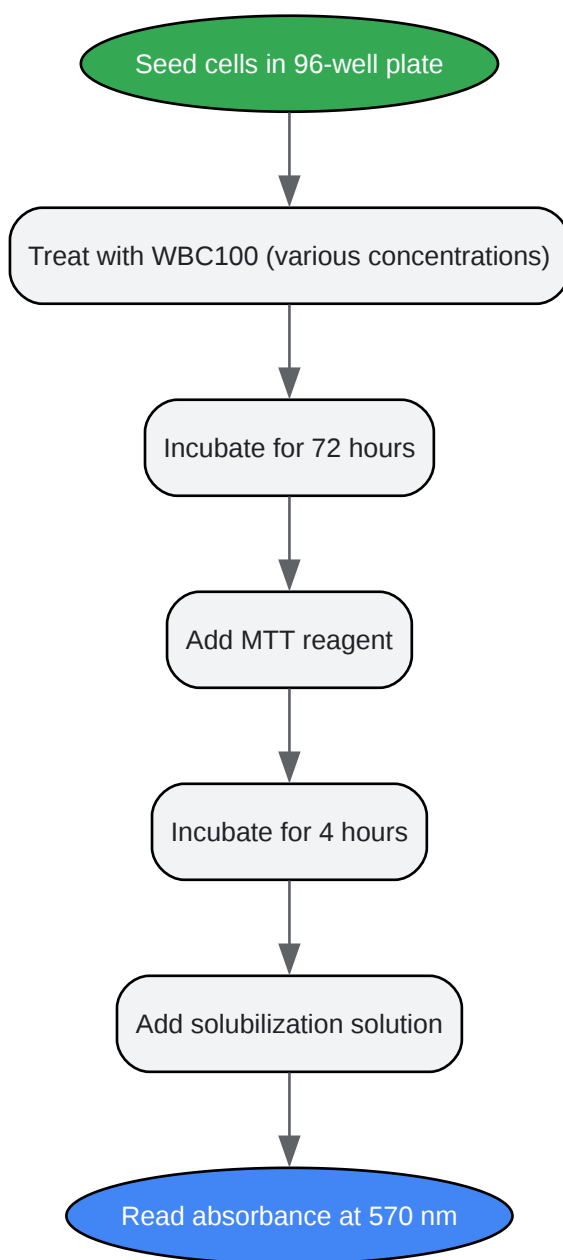 Seed cells in 96-well plate
Treat with WBC100 (various concentrations)
Incubate for 72 hours
Add MTT reagent
Incubate for 4 hours
Add solubilization solution
Read absorbance at 570 nm